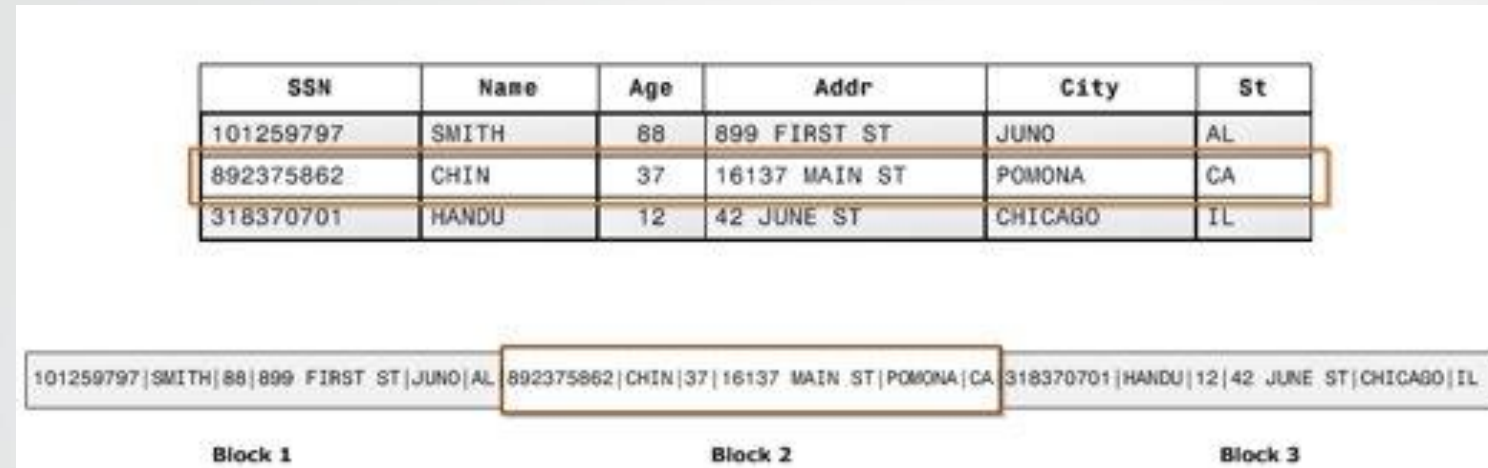 SSN Name Age Addr City St
101259797 SMITH 88 899 FIRST ST JUNO AL
892375862 CHIN 37 16137 MAIN ST POMONA CA
318370701 HANDU 12 42 JUNE ST CHICAGO IL
101259797|SMITH|88|899 FIRST ST|JUNO|AL 892375862|CHIN|37|16137 MAIN ST|POMONA|CA 318370701|HANDU|12|42 JUNE ST|CHICAGO|IL
Block 1 Block 2 Block 3